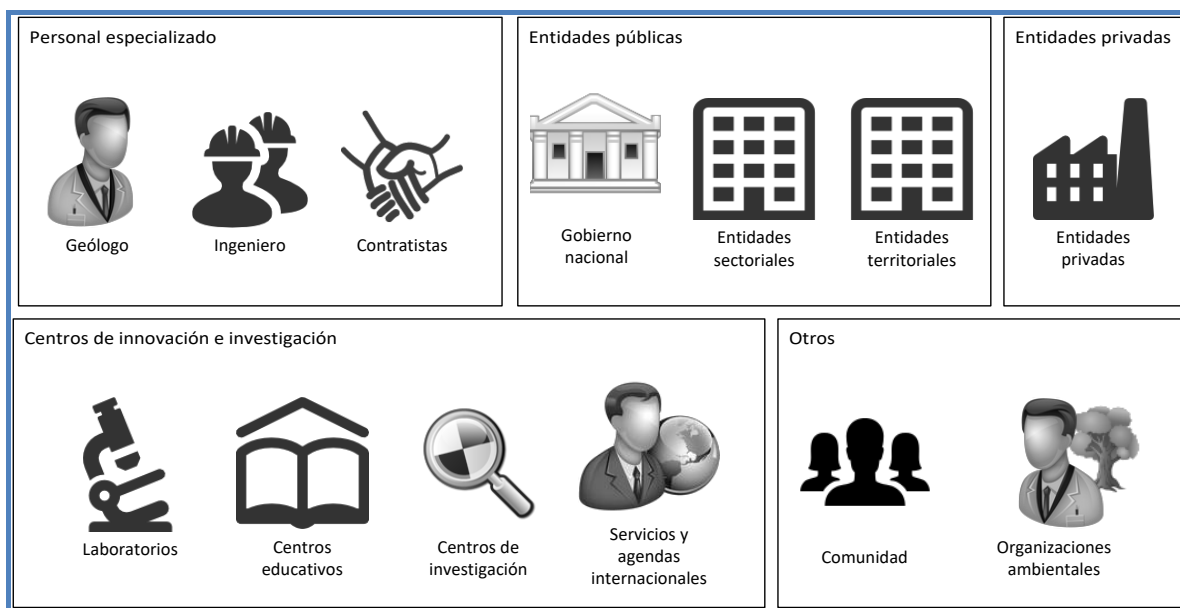 Personal especializado
Geólogo
Ingeniero
Contratistas
Entidades públicas
Gobierno
nacional
Entidades
sectoriales
Entidades
territoriales
Entidades privadas
Entidades
privadas
Centros de innovación e investigación
Laboratorios
Centros
educativos
Centros de
investigación
Servicios y
agendas
internacionales
Otros
Comunidad
Organizaciones
ambientales